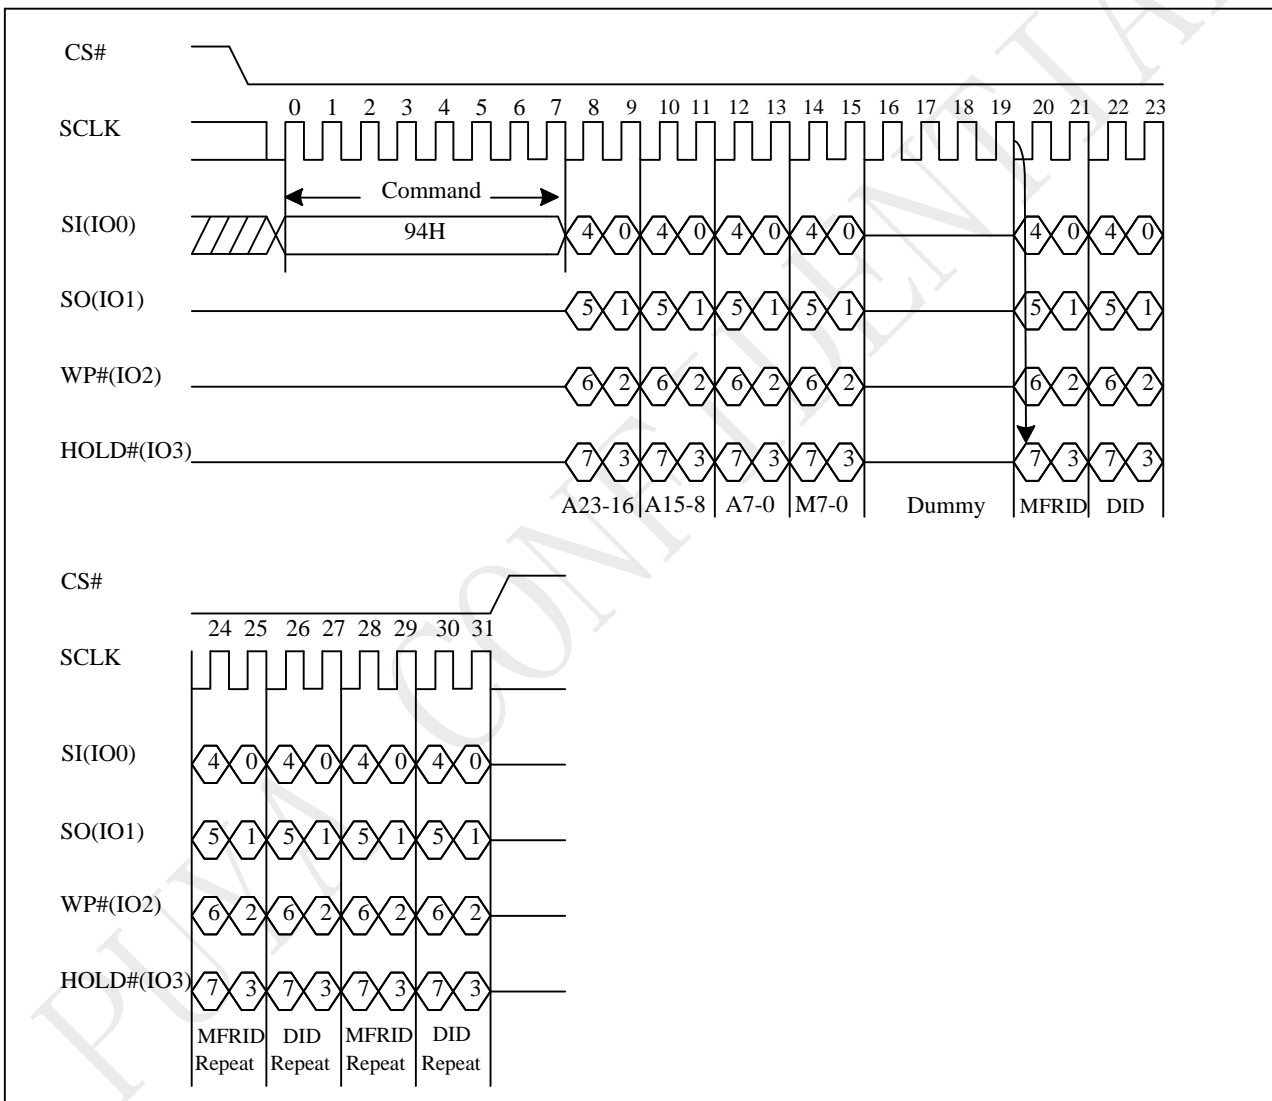 CS#
0 1 2 3 4 5 6 7 8 9 10 11 12 13 14 15 16 17 18 19 20 21 22 23
SCLK
Command
SI(IO0) 94H 4 0 4 0 4 0 4 0 4 0 4 0
SO(IO1) 5 1 5 1 5 1 5 1 5 1 5 1
WP#(IO2) 6 2 6 2 6 2 6 2 6 2 6 2
HOLD#(IO3) 7 3 7 3 7 3 7 3 7 3 7 3
A23-16 A15-8 A7-0 M7-0 Dummy MFRID DID
CS#
24 25 26 27 28 29 30 31
SCLK
SI(IO0) 4 0 4 0 4 0 4 0
SO(IO1) 5 1 5 1 5 1 5 1
WP#(IO2) 6 2 6 2 6 2 6 2
HOLD#(IO3) 7 3 7 3 7 3 7 3
MFRID DID MFRID DID
Repeat Repeat Repeat Repeat
PUYA CONFIDENTIAL